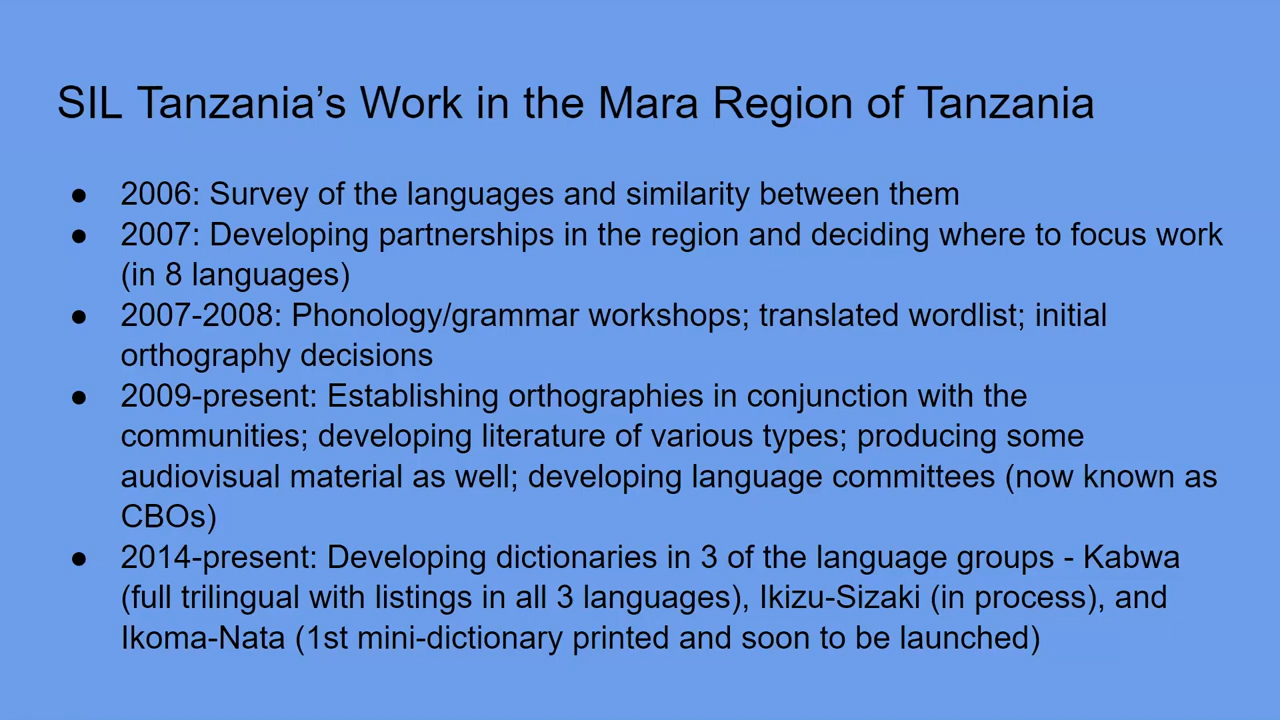 SIL Tanzania’s Work in the Mara Region of Tanzania
● 2006: Survey of the languages and similarity between them
● 2007: Developing partnerships in the region and deciding where to focus work
(in 8 languages)
● 2007-2008: Phonology/grammar workshops; translated wordlist; initial
orthography decisions
● 2009-present: Establishing orthographies in conjunction with the
communities; developing literature of various types; producing some
audiovisual material as well; developing language committees (now known as
CBOs)
● 2014-present: Developing dictionaries in 3 of the language groups - Kabwa
(full trilingual with listings in all 3 languages), Ikizu-Sizaki (in process), and
Ikoma-Nata (1st mini-dictionary printed and soon to be launched)